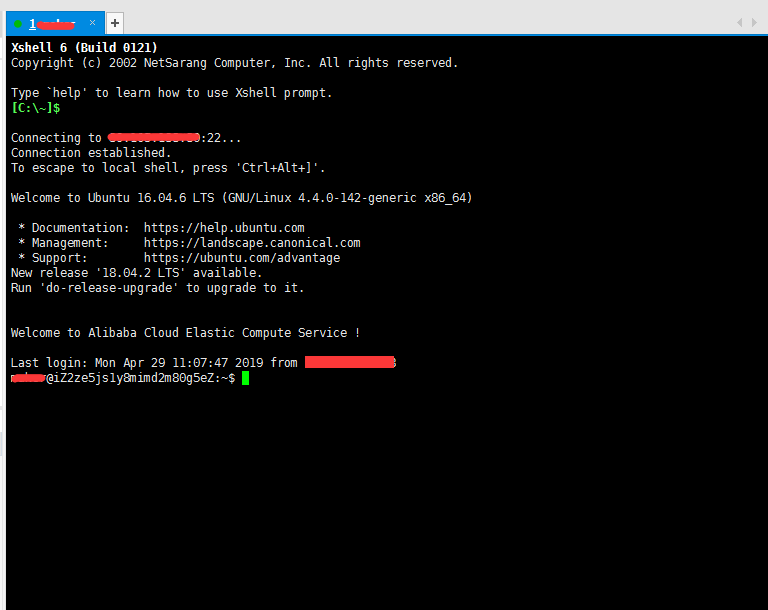 1
Xshell 6 (Build 0121)
Copyright (c) 2002 NetSarang Computer, Inc. All rights reserved.
Type `help' to learn how to use Xshell prompt.
[C:\~]$
Connecting to :22...
Connection established.
To escape to local shell, press 'Ctrl+Alt+]'.
Welcome to Ubuntu 16.04.6 LTS (GNU/Linux 4.4.0-142-generic x86_64)
* Documentation:  https://help.ubuntu.com
* Management:     https://landscape.canonical.com
* Support:        https://ubuntu.com/advantage
New release '18.04.2 LTS' available.
Run 'do-release-upgrade' to upgrade to it.
Welcome to Alibaba Cloud Elastic Compute Service !
Last login: Mon Apr 29 11:07:47 2019 from
@iZ2ze5js1y8mimd2m80g5eZ:~$